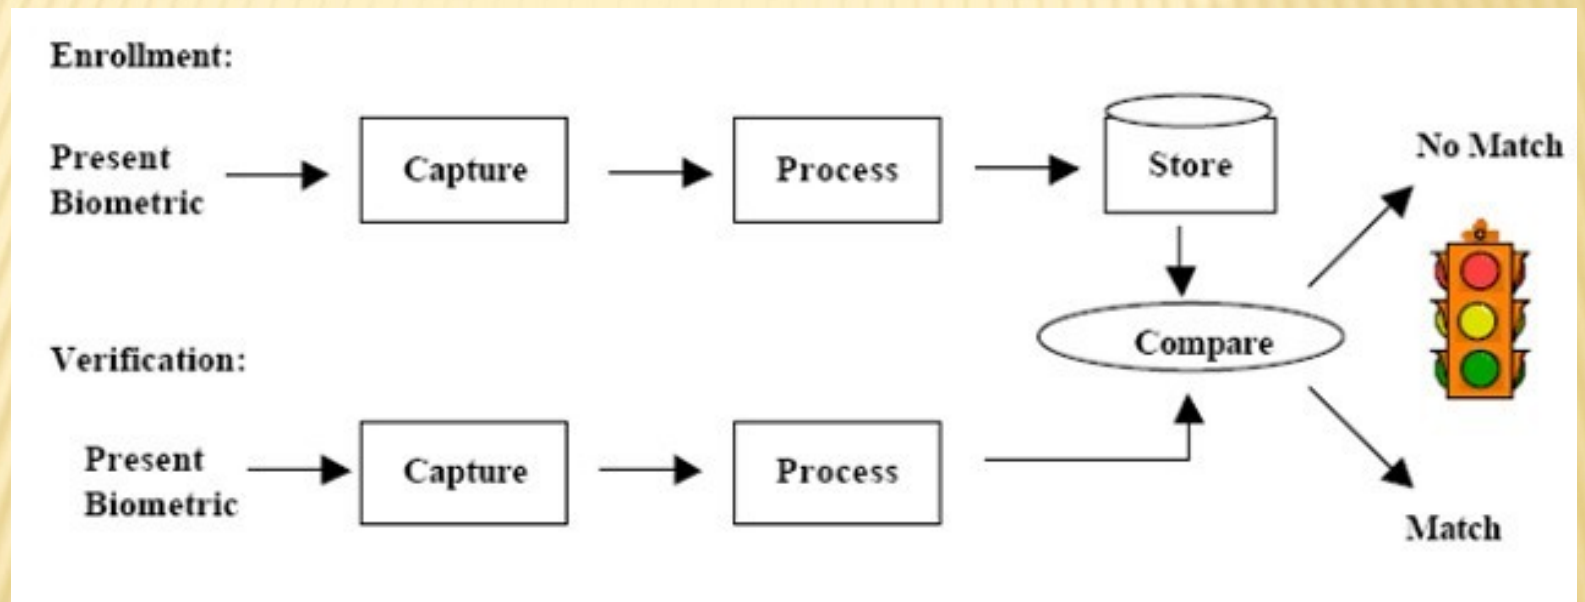 Enrollment:
Present
Biometric
Capture
Process
Store
No Match
Compare
Verification:
Present
Biometric
Capture
Process
Match